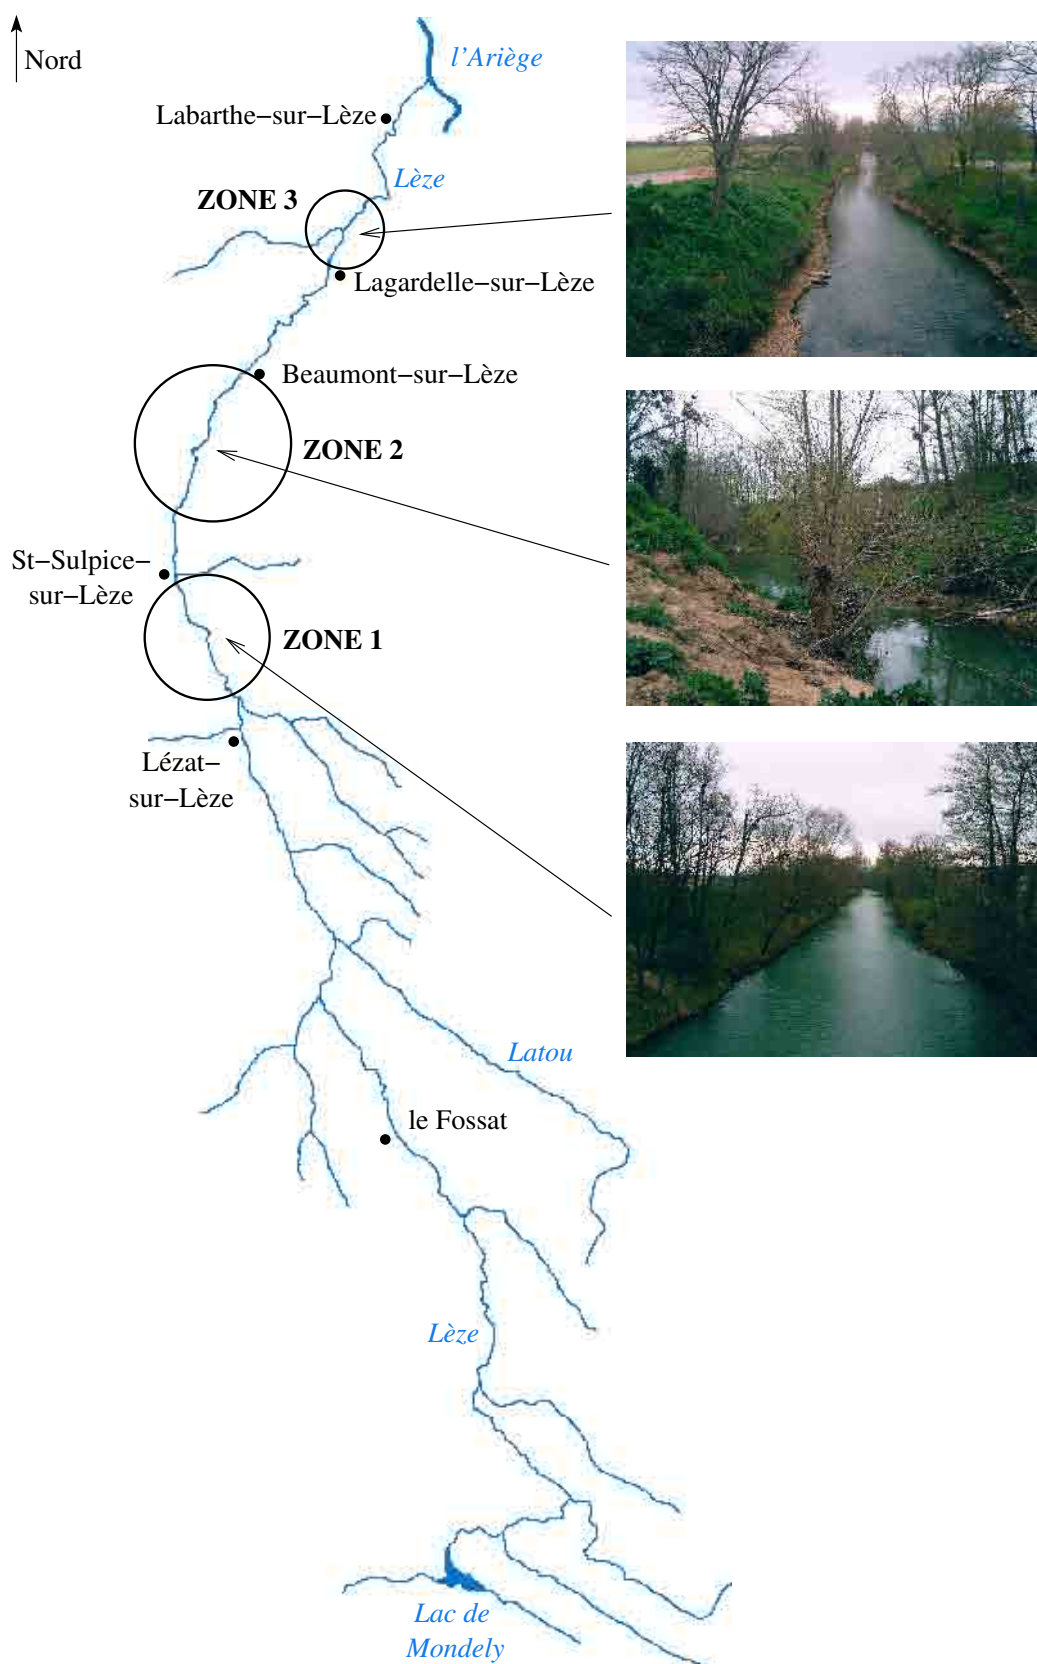 Nord
l'Ariège
Labarthe−sur−Lèze
Lèze
ZONE 3
Lagardelle−sur−Lèze
Beaumont−sur−Lèze
ZONE 2
St−Sulpice−
sur−Lèze
ZONE 1
Lézat−
sur−Lèze
Latou
le Fossat
Lèze
Lac de
Mondely